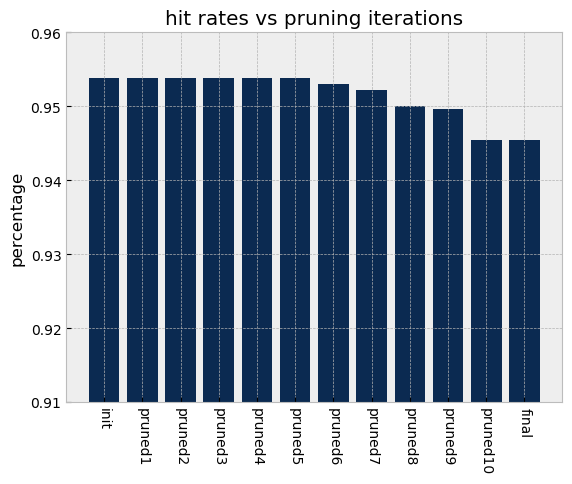 hit rates vs pruning iterations
percentage
0.96
0.95
0.94
0.93
0.92
0.91
init
pruned1
pruned2
pruned3
pruned4
pruned5
pruned6
pruned7
pruned8
pruned9
pruned10
final